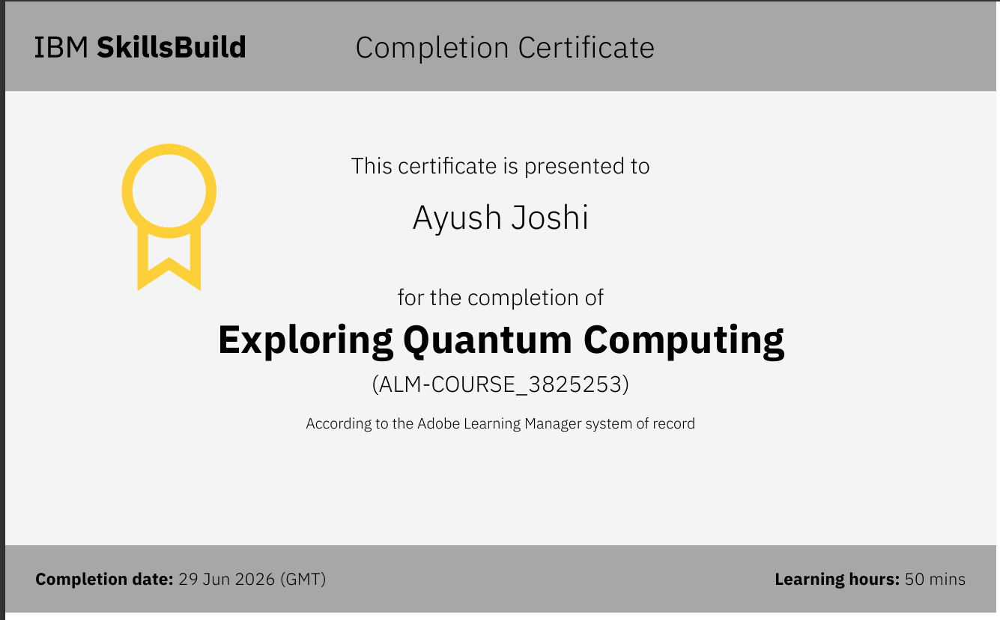 IBM SkillsBuild
Completion Certificate
This certificate is presented to
Ayush Joshi
for the completion of
Exploring Quantum Computing
(ALM-COURSE_3825253)
According to the Adobe Learning Manager system of record
Completion date: 29 Jun 2026 (GMT)
Learning hours: 50 mins